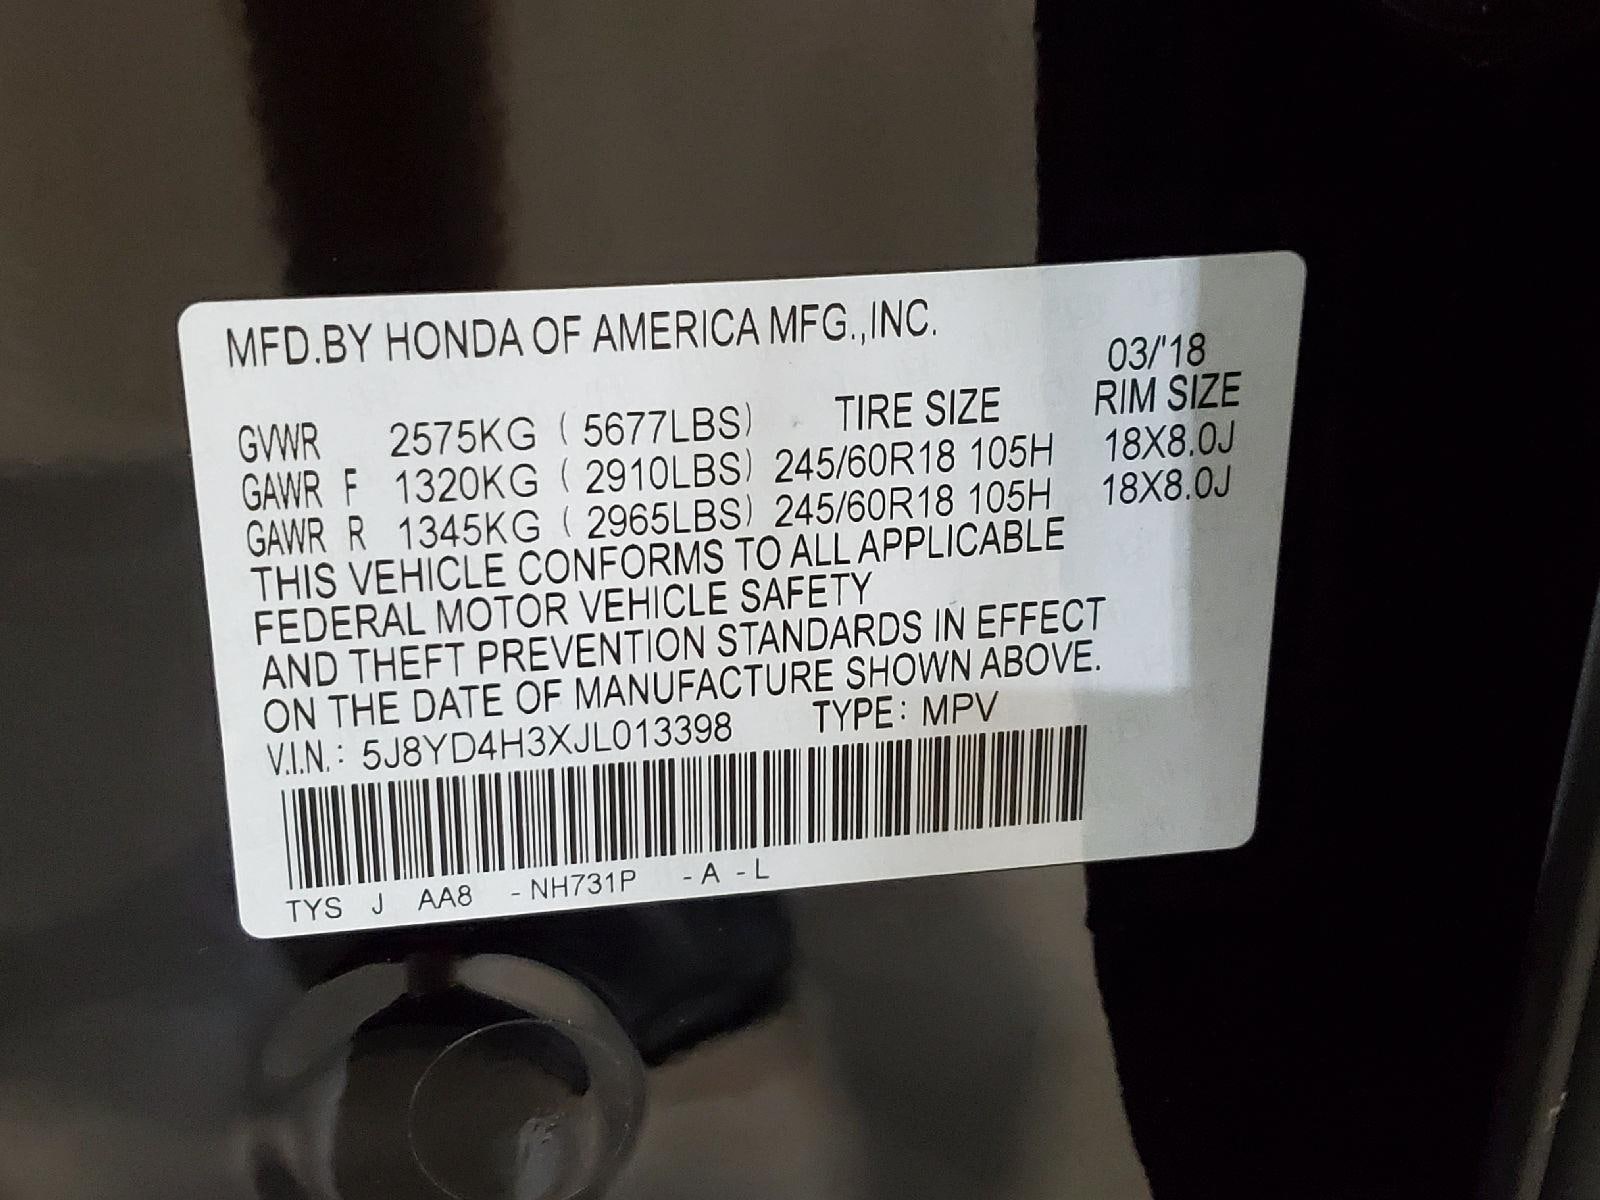 MFD.BY HONDA OF AMERICA MFG.,INC.
03/'18
GVWR 2575KG ( 5677LBS) TIRE SIZE RIM SIZE
GAWR F 1320KG ( 2910LBS) 245/60R18 105H 18X8.0J
GAWR R 1345KG ( 2965LBS) 245/60R18 105H 18X8.0J
THIS VEHICLE CONFORMS TO ALL APPLICABLE
FEDERAL MOTOR VEHICLE SAFETY
AND THEFT PREVENTION STANDARDS IN EFFECT
ON THE DATE OF MANUFACTURE SHOWN ABOVE.
V.I.N.: 5J8YD4H3XJL013398 TYPE: MPV
TYS J AA8 -NH731P -A -L